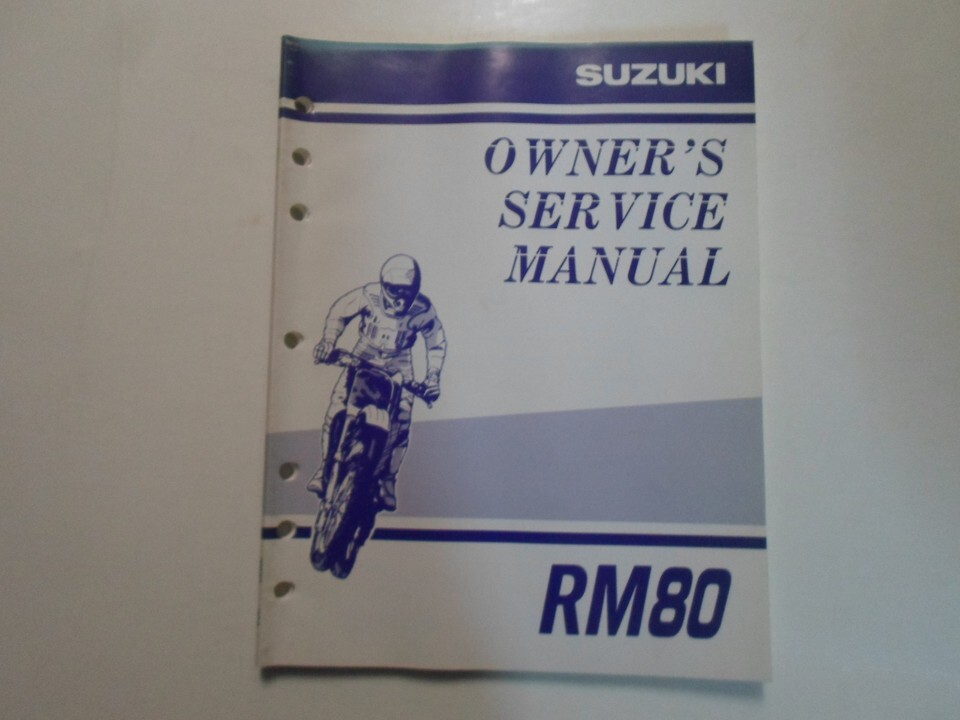 SUZUKI
OWNER'S
SERVICE
MANUAL
RM80